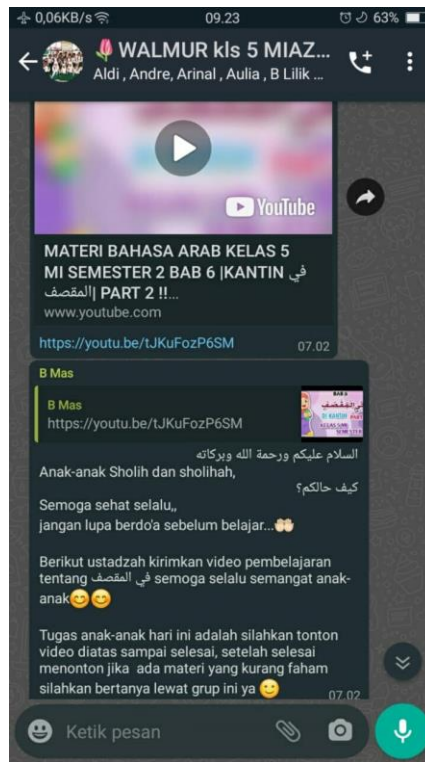 0,06KB/s 09.23 63%
🌷 WALMUR kls 5 MIAZ...
Aldi , Andre, Arinal , Aulia , B Lilik ...
YouTube
MATERI BAHASA ARAB KELAS 5
MI SEMESTER 2 BAB 6 |KANTIN في
المقصف| PART 2 !!...
www.youtube.com
https://youtu.be/tJKuFozP6SM 07.02
B Mas
B Mas
https://youtu.be/tJKuFozP6SM
السلام عليكم ورحمة الله وبركاته
Anak-anak Sholih dan sholihah,
كيف حالكم؟
Semoga sehat selalu,,
jangan lupa berdo'a sebelum belajar...🤲
Berikut ustadzah kirimkan video pembelajaran
tentang في المقصف semoga selalu semangat anak-
anak😊😊
Tugas anak-anak hari ini adalah silahkan tonton
video diatas sampai selesai, setelah selesai
menonton jika ada materi yang kurang faham
silahkan bertanya lewat grup ini ya 🙂 07.02
Ketik pesan